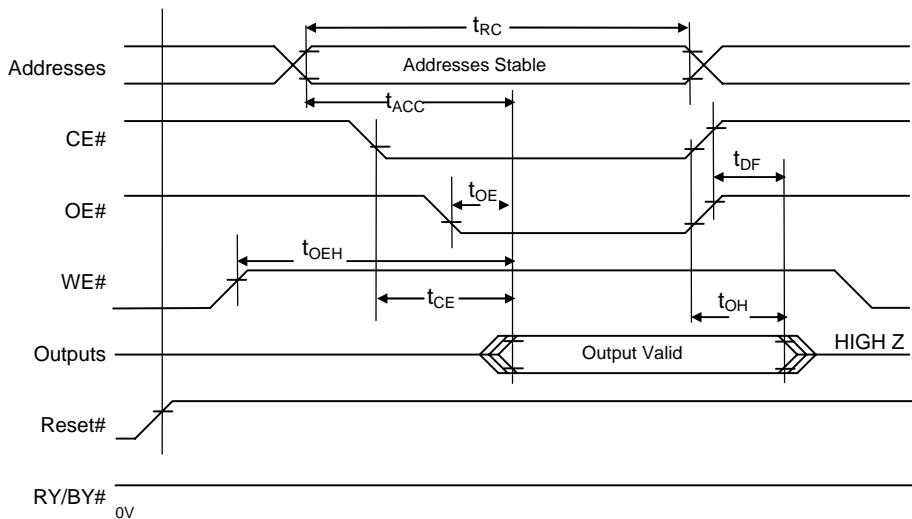 tRC
Addresses
Addresses Stable
tACC
CE#
tDF
tOE
OE#
tOEH
WE#
tCE
tOH
HIGH Z
Outputs
Output Valid
Reset#
RY/BY#
0V